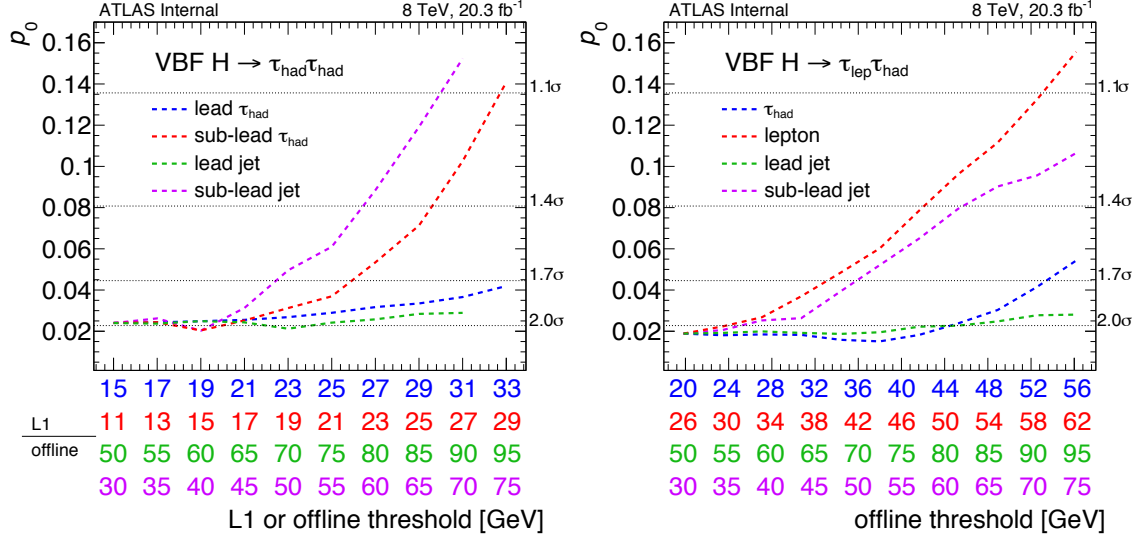 ATLAS Internal 8 TeV, 20.3 fb⁻¹
p₀
0.16
0.14
0.12
0.1
0.08
0.06
0.04
0.02
VBF H → τhadτhad
lead τhad
sub-lead τhad
lead jet
sub-lead jet
1.1σ
1.4σ
1.7σ
2.0σ
15 17 19 21 23 25 27 29 31 33
L1 11 13 15 17 19 21 23 25 27 29
offline 50 55 60 65 70 75 80 85 90 95
30 35 40 45 50 55 60 65 70 75
L1 or offline threshold [GeV]
ATLAS Internal 8 TeV, 20.3 fb⁻¹
p₀
0.16
0.14
0.12
0.1
0.08
0.06
0.04
0.02
VBF H → τlepτhad
τhad
lepton
lead jet
sub-lead jet
1.1σ
1.4σ
1.7σ
2.0σ
20 24 28 32 36 40 44 48 52 56
26 30 34 38 42 46 50 54 58 62
50 55 60 65 70 75 80 85 90 95
30 35 40 45 50 55 60 65 70 75
offline threshold [GeV]